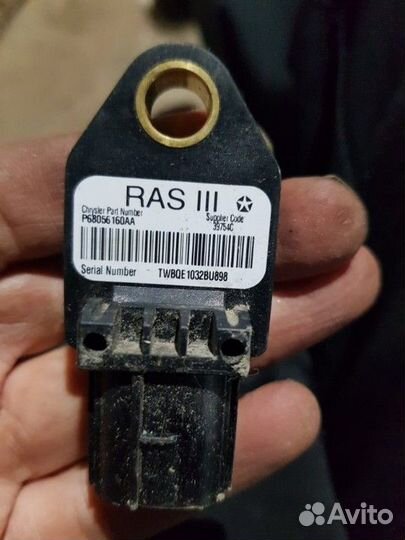 RAS III
Chrysler Part Number
P68056160AA
Supplier Code
39754C
Serial Number TWBQE1032BU898
Avito